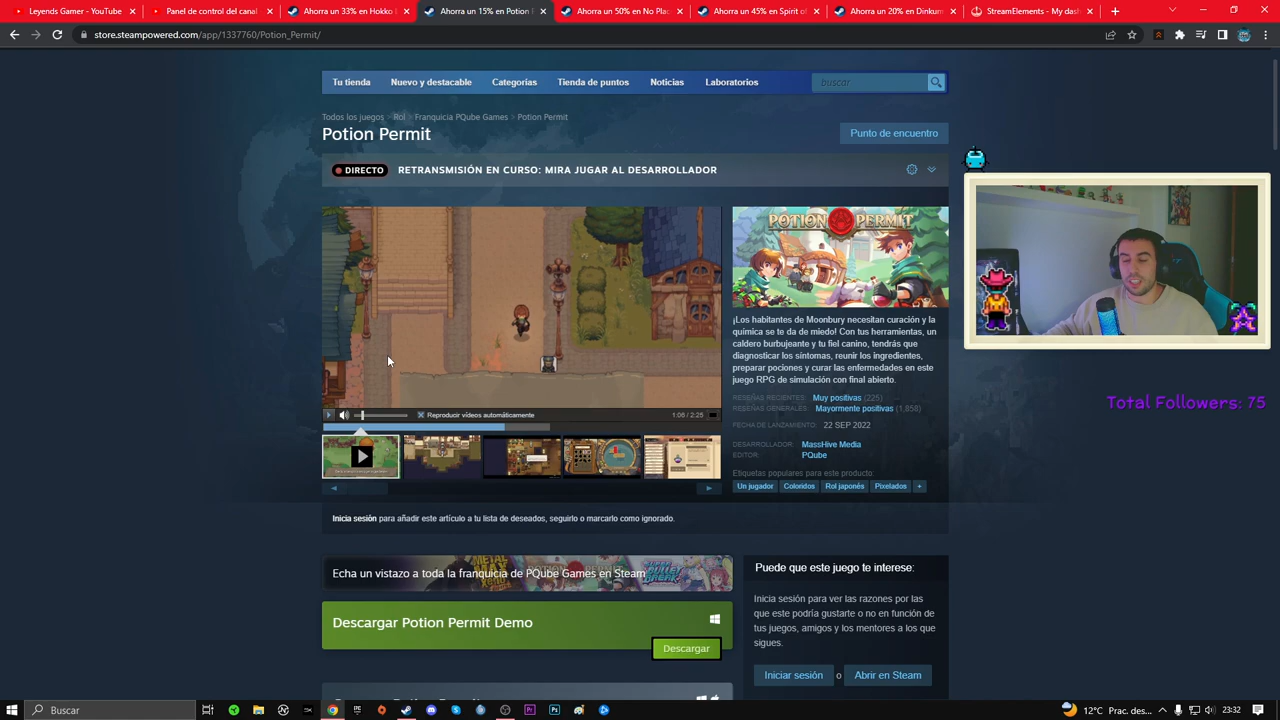 Leyends Gamer - YouTube
Panel de control del canal
Ahorra un 33% en Hokko
Ahorra un 15% en Potion
Ahorra un 50% en No Plac
Ahorra un 45% en Spirit o
Ahorra un 20% en Dinkum
StreamElements - My dash
store.steampowered.com/app/1337760/Potion_Permit/
Tu tienda
Nuevo y destacable
Categorías
Tienda de puntos
Noticias
Laboratorios
buscar
Todos los juegos > Rol > Franquicia PQube Games > Potion Permit
Potion Permit
Punto de encuentro
DIRECTO
RETRANSMISIÓN EN CURSO: MIRA JUGAR AL DESARROLLADOR
POTION PERMIT
¡Los habitantes de Moonbury necesitan curación y la
química se te da de miedo! Con tus herramientas, un
caldero burbujeante y tu fiel canino, tendrás que
diagnosticar los síntomas, reunir los ingredientes,
preparar pociones y curar las enfermedades en este
juego RPG de simulación con final abierto.
RESEÑAS RECIENTES: Muy positivas (225)
RESEÑAS GENERALES: Mayormente positivas (1,858)
FECHA DE LANZAMIENTO: 22 SEP 2022
DESARROLLADOR: MassHive Media
EDITOR: PQube
Etiquetas populares para este producto:
Un jugador
Coloridos
Rol japonés
Pixelados
+
Reproducir vídeos automáticamente
1:06 / 2:25
Total Followers: 75
Inicia sesión para añadir este artículo a tu lista de deseados, seguirlo o marcarlo como ignorado.
Echa un vistazo a toda la franquicia de PQube Games en Steam
Descargar Potion Permit Demo
Descargar
Puede que este juego te interese:
Inicia sesión para ver las razones por las
que este podría gustarte o no en función de
tus juegos, amigos y los mentores a los que
sigues.
Iniciar sesión
o
Abrir en Steam
Buscar
12°C
Prac. des...
23:32